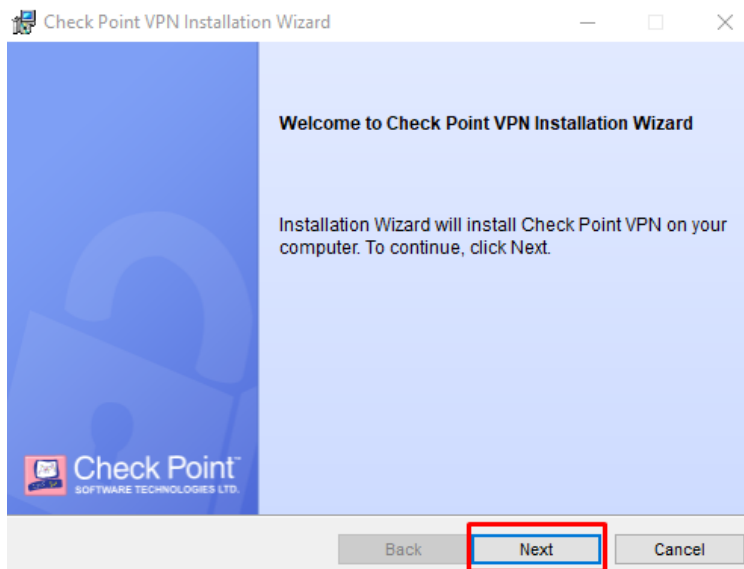 Check Point VPN Installation Wizard
Welcome to Check Point VPN Installation Wizard
Installation Wizard will install Check Point VPN on your
computer. To continue, click Next.
Check Point™
SOFTWARE TECHNOLOGIES LTD.
Back Next Cancel